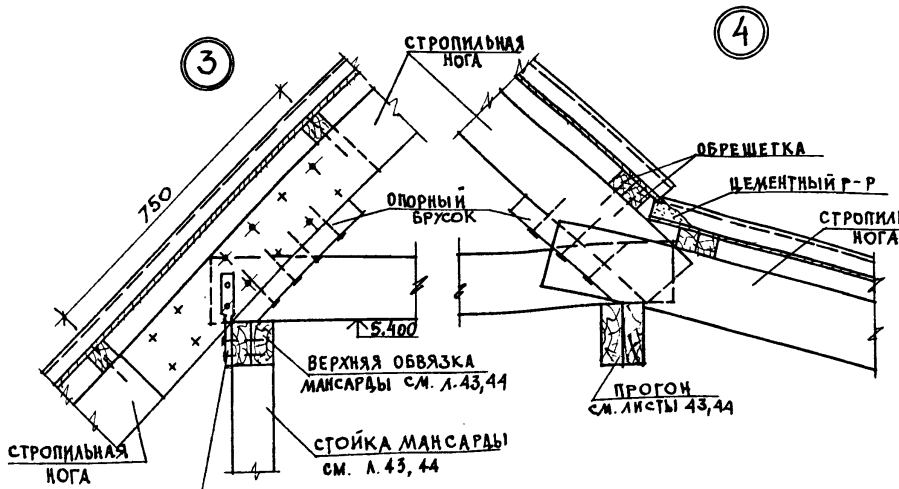 3
4
СТРОПИЛЬНАЯ
НОГА
ОБРЕШЕТКА
ЦЕМЕНТНЫЙ Р-Р
750
ОПОРНЫЙ
БРУСОК
СТРОПИЛЬ
НОГА
5.400
ВЕРХНЯЯ ОБВЯЗКА
МАНСАРДЫ СМ. Л.43,44
ПРОГОН
СМ. ЛИСТЫ 43,44
СТРОПИЛЬНАЯ
НОГА
СТОЙКА МАНСАРДЫ
СМ. Л.43, 44